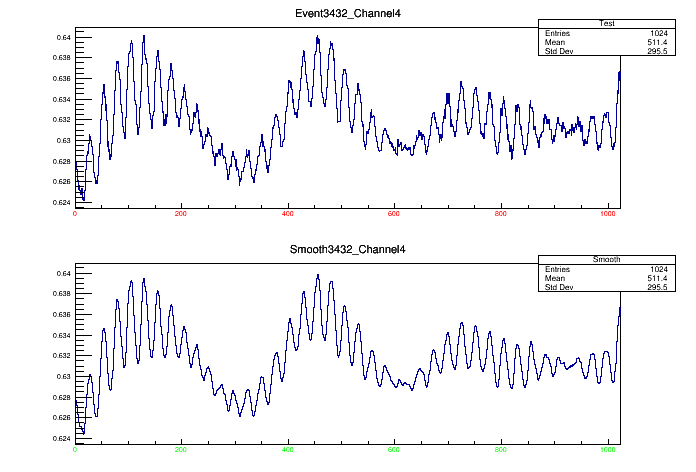 Event3432_Channel4
Test
Entries 1024
Mean 511.4
Std Dev 295.5
0.64
0.638
0.636
0.634
0.632
0.63
0.628
0.626
0.624
0 200 400 600 800 1000
Smooth3432_Channel4
Smooth
Entries 1024
Mean 511.4
Std Dev 295.5
0.64
0.638
0.636
0.634
0.632
0.63
0.628
0.626
0.624
0 200 400 600 800 1000